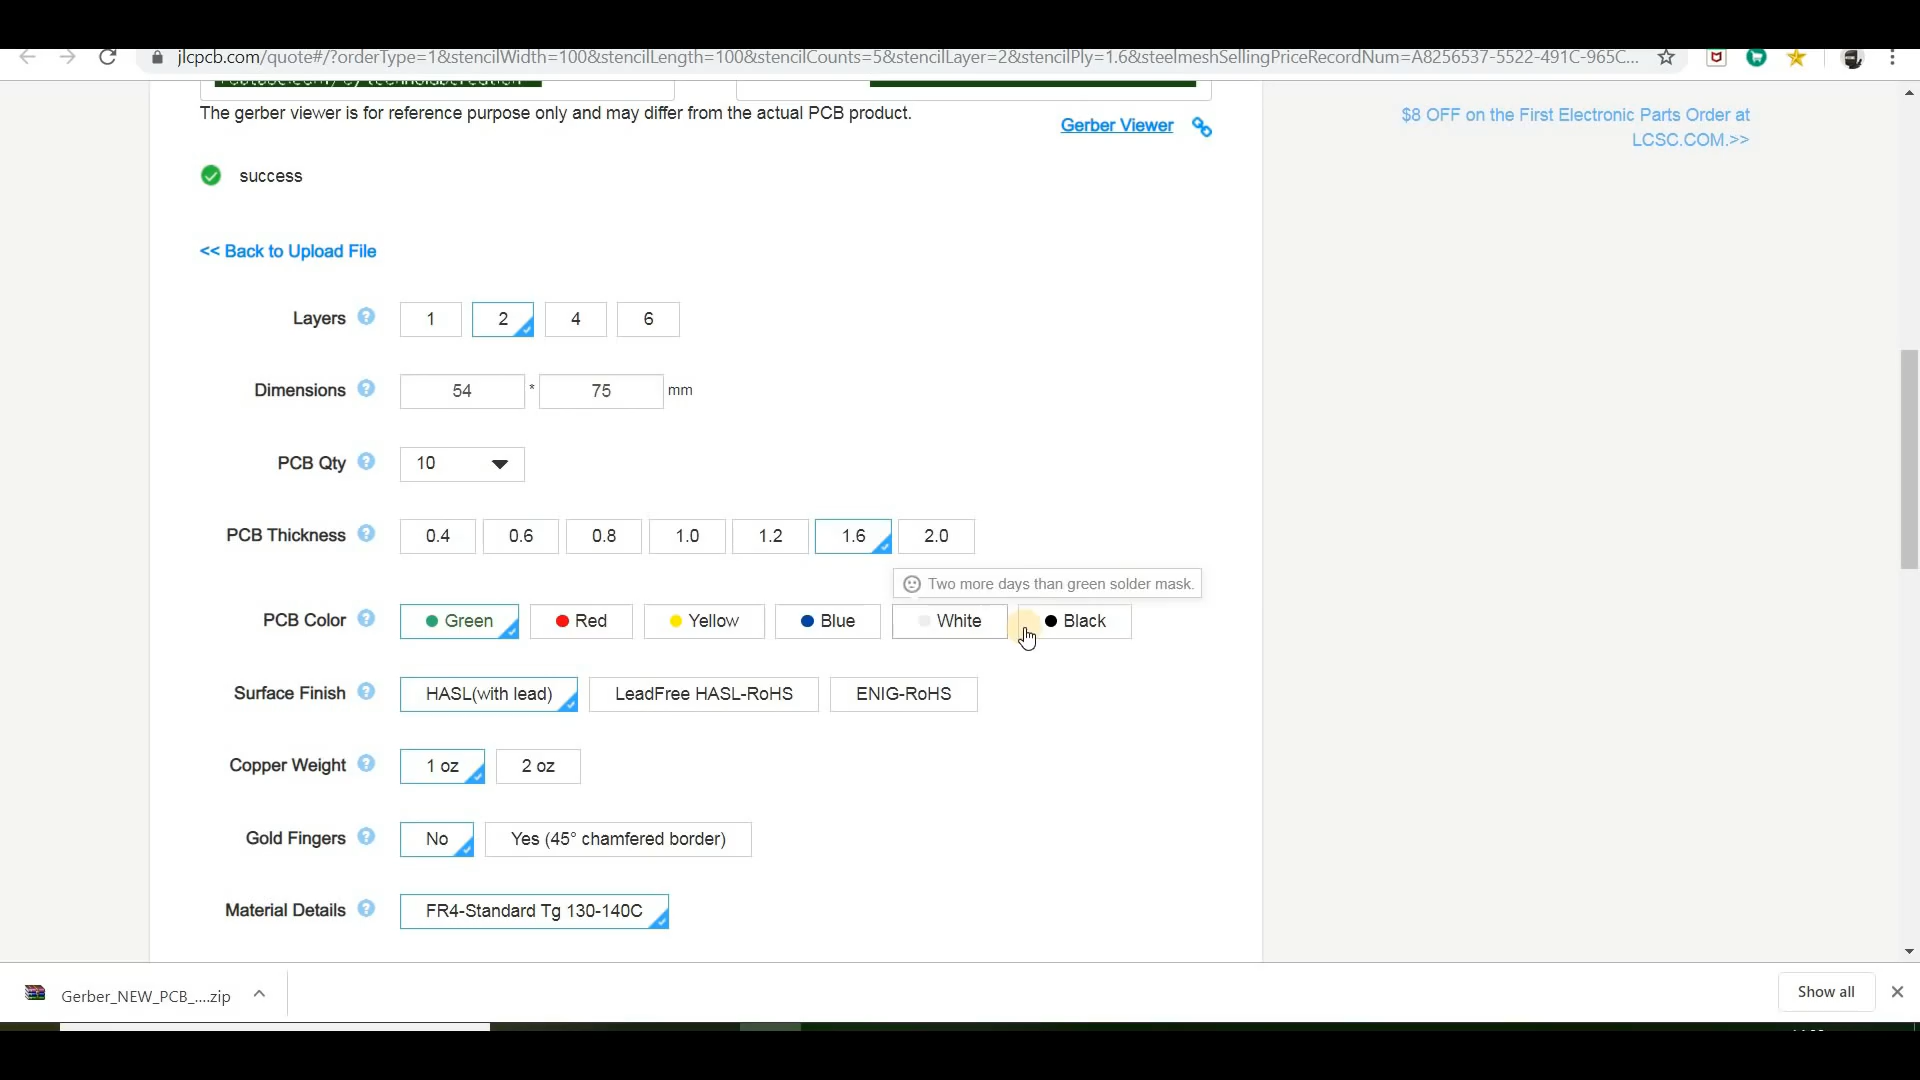 jlcpcb.com/quote#/?orderType=1&stencilWidth=100&stencilLength=100&stencilCounts=5&stencilLayer=2&stencilPly=1.6&steelmeshSellingPriceRecordNum=A8256537-5522-491C-965C...
The gerber viewer is for reference purpose only and may differ from the actual PCB product.
Gerber Viewer
$8 OFF on the First Electronic Parts Order at
LCSC.COM.>>
success
<< Back to Upload File
Layers ? 1 2 4 6
Dimensions ? 54 * 75 mm
PCB Qty ? 10
PCB Thickness ? 0.4 0.6 0.8 1.0 1.2 1.6 2.0
Two more days than green solder mask.
PCB Color ? Green Red Yellow Blue White Black
Surface Finish ? HASL(with lead) LeadFree HASL-RoHS ENIG-RoHS
Copper Weight ? 1 oz 2 oz
Gold Fingers ? No Yes (45° chamfered border)
Material Details ? FR4-Standard Tg 130-140C
Gerber_NEW_PCB_....zip
Show all